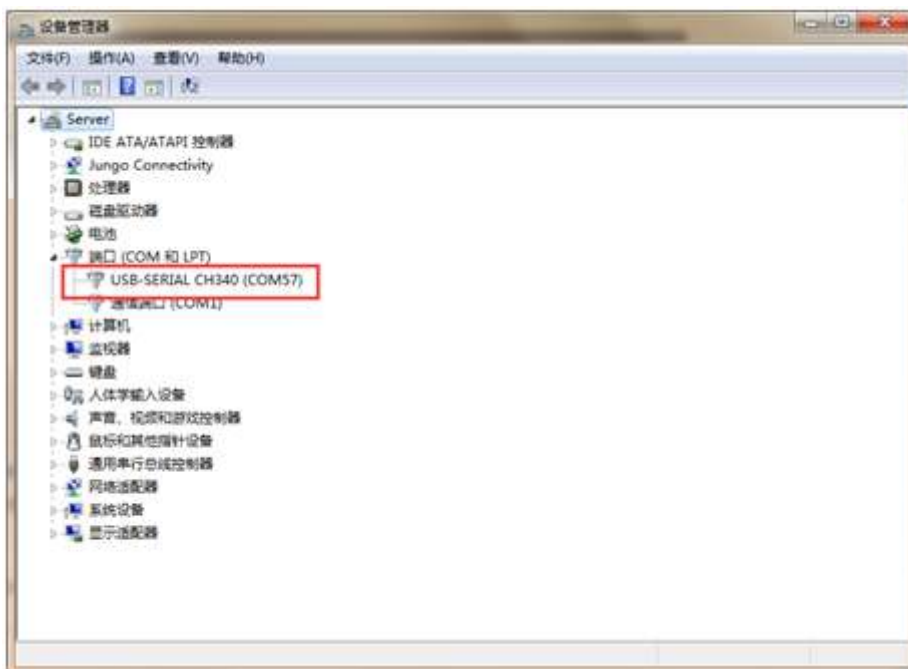 设备管理器
文件(F) 操作(A) 查看(V) 帮助(H)
Server
IDE ATA/ATAPI 控制器
Jungo Connectivity
处理器
磁盘驱动器
电池
端口 (COM 和 LPT)
USB-SERIAL CH340 (COM57)
通信端口 (COM1)
计算机
监视器
键盘
人体学输入设备
声音、视频和游戏控制器
鼠标和其他指针设备
通用串行总线控制器
网络适配器
系统设备
显示适配器